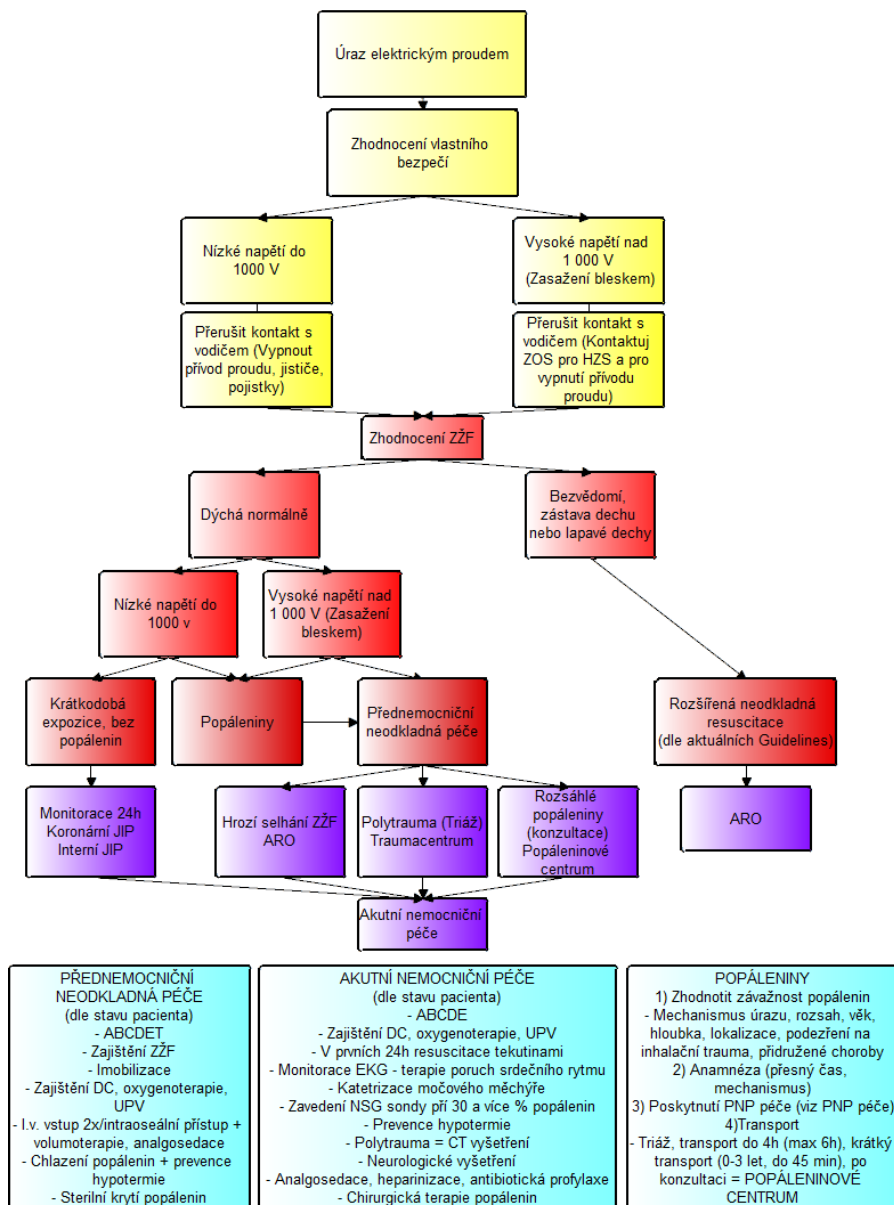 Úraz elektrickým proudem
Zhodnocení vlastního
bezpečí
Nízké napětí do
1000 V
Vysoké napětí nad
1 000 V
(Zasažení bleskem)
Přerušit kontakt s
vodičem (Vypnout
přívod proudu, jističe,
pojistky)
Přerušit kontakt s
vodičem (Kontaktuj
ZOS pro HZS a pro
vypnutí přívodu
proudu)
Zhodnocení ZŽF
Dýchá normálně
Bezvědomí,
zástava dechu
nebo lapavé dechy
Nízké napětí do
1000 v
Vysoké napětí nad
1 000 V (Zasažení
bleskem)
Krátkodobá
expozice, bez
popálenin
Popáleniny
Přednemocniční
neodkladná péče
Rozšířená neodkladná
resuscitace
(dle aktuálních Guidelines)
Monitorace 24h
Koronární JIP
Interní JIP
Hrozí selhání ZŽF
ARO
Polytrauma (Triáž)
Traumacentrum
Rozsáhlé
popáleniny
(konzultace)
Popáleninové
centrum
ARO
Akutní nemocniční
péče
PŘEDNEMOCNIČNÍ
NEODKLADNÁ PÉČE
(dle stavu pacienta)
- ABCDET
- Zajištění ZŽF
- Imobilizace
- Zajištění DC, oxygenoterapie,
UPV
- I.v. vstup 2x/intraoseální přístup +
volumoterapie, analgosedace
- Chlazení popálenin + prevence
hypotermie
- Sterilní krytí popálenin
AKUTNÍ NEMOCNIČNÍ PÉČE
(dle stavu pacienta)
- ABCDE
- Zajištění DC, oxygenoterapie, UPV
- V prvních 24h resuscitace tekutinami
- Monitorace EKG - terapie poruch srdečního rytmu
- Katetrizace močového měchýře
- Zavedení NSG sondy pří 30 a více % popálenin
- Prevence hypotermie
- Polytrauma = CT vyšetření
- Neurologické vyšetření
- Analgosedace, heparinizace, antibiotická profylaxe
- Chirurgická terapie popálenin
POPÁLENINY
1) Zhodnotit závažnost popálenin
- Mechanismus úrazu, rozsah, věk,
hloubka, lokalizace, podezření na
inhalační trauma, přidružené choroby
2) Anamnéza (přesný čas,
mechanismus)
3) Poskytnutí PNP péče (viz PNP péče)
4)Transport
- Triáž, transport do 4h (max 6h), krátký
transport (0-3 let, do 45 min), po
konzultaci = POPÁLENINOVÉ
CENTRUM